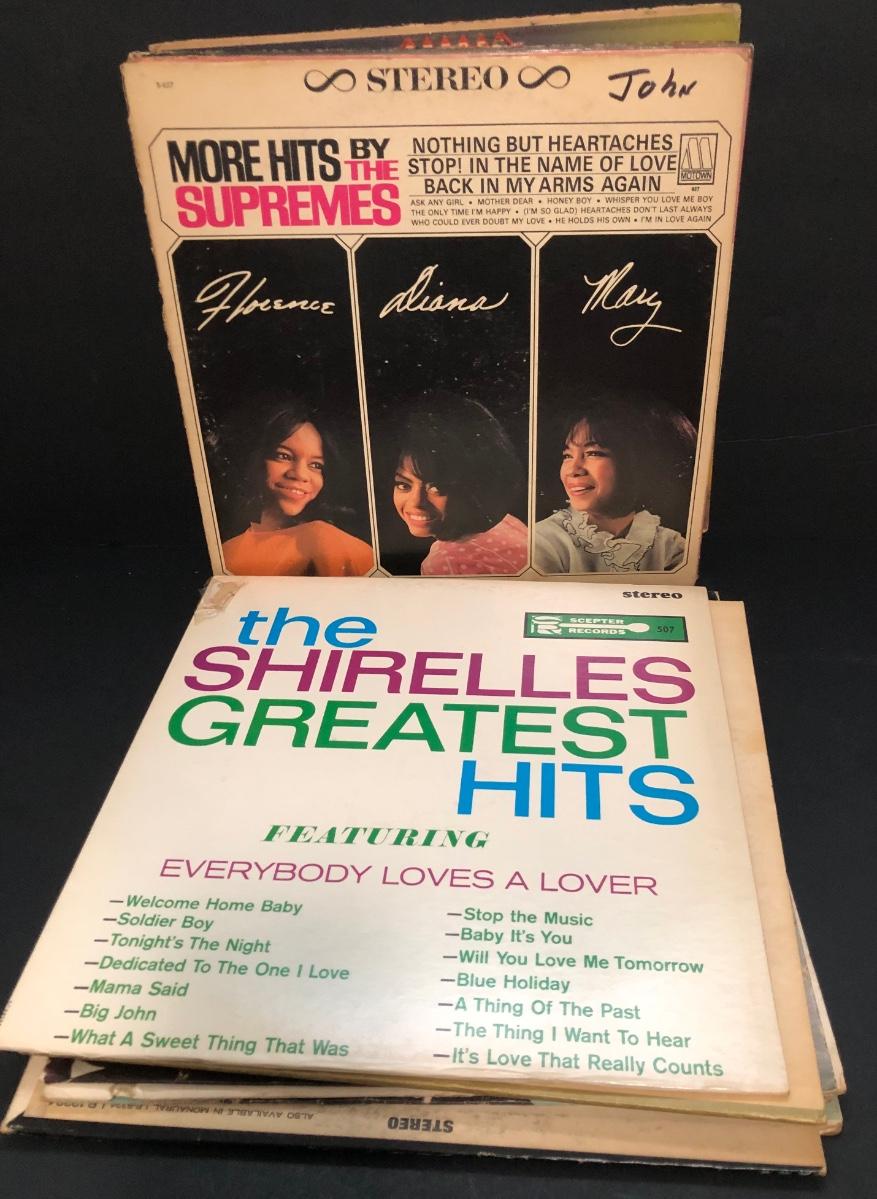 S-627
STEREO
John
MORE HITS BY THE
SUPREMES
NOTHING BUT HEARTACHES
STOP! IN THE NAME OF LOVE
BACK IN MY ARMS AGAIN
MOTOWN
627
ASK ANY GIRL • MOTHER DEAR • HONEY BOY • WHISPER YOU LOVE ME BOY
THE ONLY TIME I'M HAPPY • (I'M SO GLAD) HEARTACHES DON'T LAST ALWAYS
WHO COULD EVER DOUBT MY LOVE • HE HOLDS HIS OWN • I'M IN LOVE AGAIN
Florence
Diana
Mary
stereo
SCEPTER
RECORDS
507
the
SHIRELLES
GREATEST
HITS
FEATURING
EVERYBODY LOVES A LOVER
—Welcome Home Baby
—Soldier Boy
—Tonight's The Night
—Dedicated To The One I Love
—Mama Said
—Big John
—What A Sweet Thing That Was
—Stop the Music
—Baby It's You
—Will You Love Me Tomorrow
—Blue Holiday
—A Thing Of The Past
—The Thing I Want To Hear
—It's Love That Really Counts
ALSO AVAILABLE IN MONAURAL
STEREO